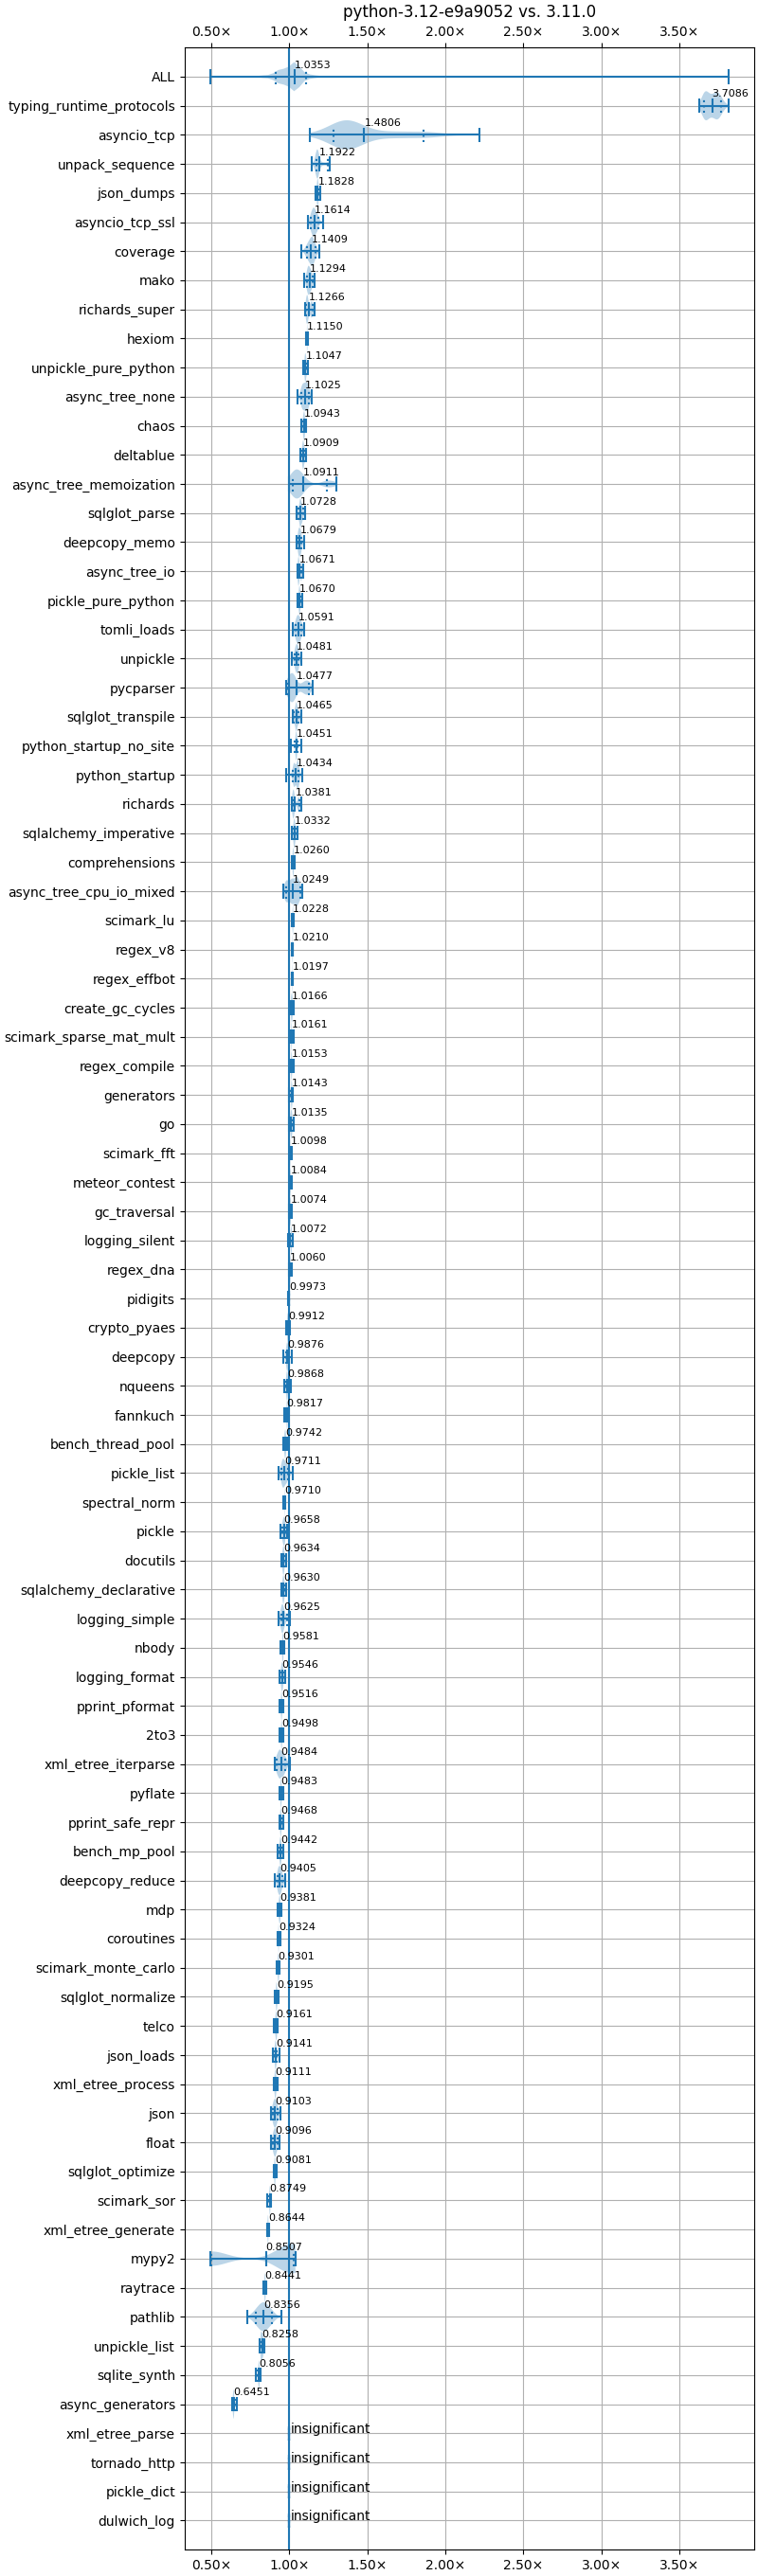 python-3.12-e9a9052 vs. 3.11.0
0.50× 1.00× 1.50× 2.00× 2.50× 3.00× 3.50×
ALL 1.0353
typing_runtime_protocols 3.7086
asyncio_tcp 1.4806
unpack_sequence 1.1922
json_dumps 1.1828
asyncio_tcp_ssl 1.1614
coverage 1.1409
mako 1.1294
richards_super 1.1266
hexiom 1.1150
unpickle_pure_python 1.1047
async_tree_none 1.1025
chaos 1.0943
deltablue 1.0909
async_tree_memoization 1.0911
sqlglot_parse 1.0728
deepcopy_memo 1.0679
async_tree_io 1.0671
pickle_pure_python 1.0670
tomli_loads 1.0591
unpickle 1.0481
pycparser 1.0477
sqlglot_transpile 1.0465
python_startup_no_site 1.0451
python_startup 1.0434
richards 1.0381
sqlalchemy_imperative 1.0332
comprehensions 1.0260
async_tree_cpu_io_mixed 1.0249
scimark_lu 1.0228
regex_v8 1.0210
regex_effbot 1.0197
create_gc_cycles 1.0166
scimark_sparse_mat_mult 1.0161
regex_compile 1.0153
generators 1.0143
go 1.0135
scimark_fft 1.0098
meteor_contest 1.0084
gc_traversal 1.0074
logging_silent 1.0072
regex_dna 1.0060
pidigits 0.9973
crypto_pyaes 0.9912
deepcopy 0.9876
nqueens 0.9868
fannkuch 0.9817
bench_thread_pool 0.9742
pickle_list 0.9711
spectral_norm 0.9710
pickle 0.9658
docutils 0.9634
sqlalchemy_declarative 0.9630
logging_simple 0.9625
nbody 0.9581
logging_format 0.9546
pprint_pformat 0.9516
2to3 0.9498
xml_etree_iterparse 0.9484
pyflate 0.9483
pprint_safe_repr 0.9468
bench_mp_pool 0.9442
deepcopy_reduce 0.9405
mdp 0.9381
coroutines 0.9324
scimark_monte_carlo 0.9301
sqlglot_normalize 0.9195
telco 0.9161
json_loads 0.9141
xml_etree_process 0.9111
json 0.9103
float 0.9096
sqlglot_optimize 0.9081
scimark_sor 0.8749
xml_etree_generate 0.8644
mypy2 0.8507
raytrace 0.8441
pathlib 0.8356
unpickle_list 0.8258
sqlite_synth 0.8056
async_generators 0.6451
xml_etree_parse insignificant
tornado_http insignificant
pickle_dict insignificant
dulwich_log insignificant
0.50× 1.00× 1.50× 2.00× 2.50× 3.00× 3.50×